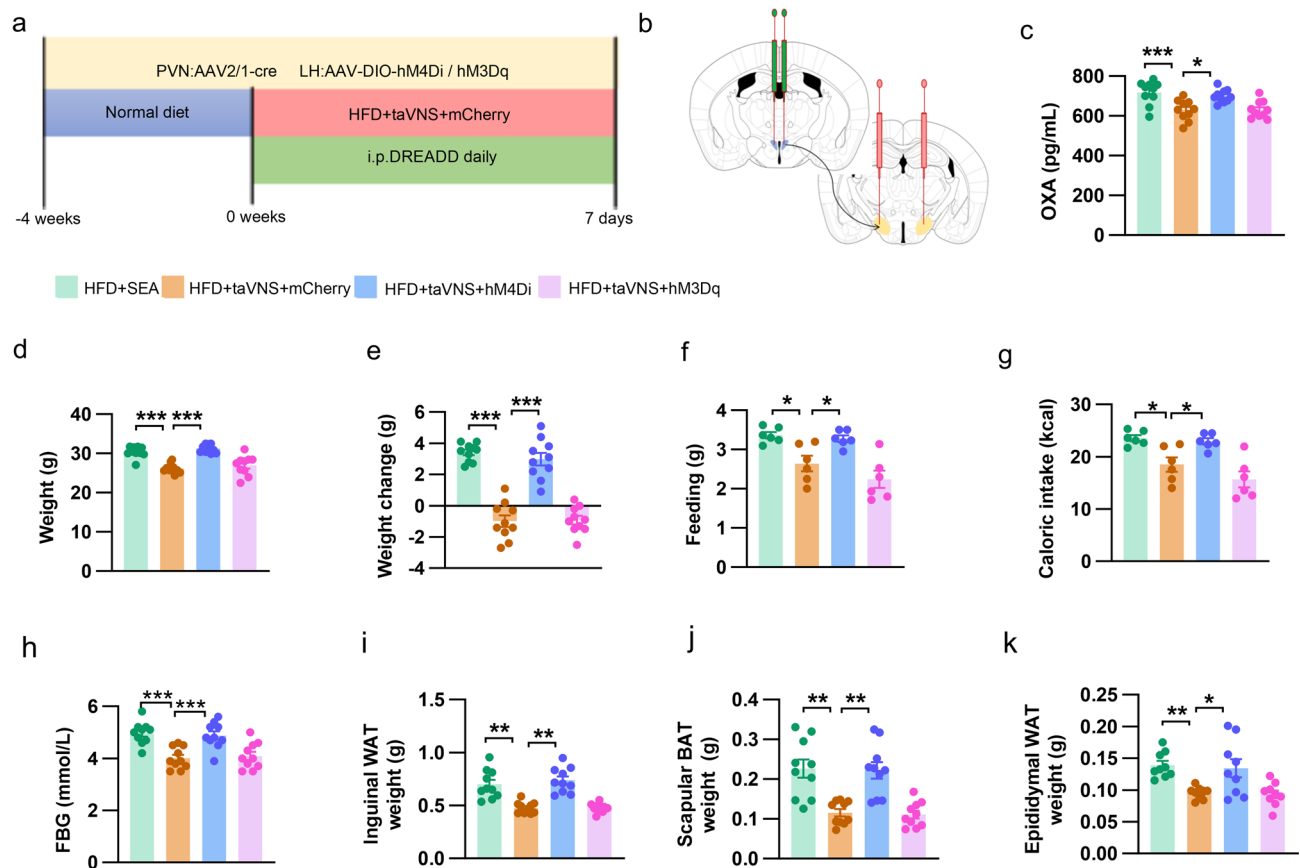 a
PVN:AAV2/1-cre LH:AAV-DIO-hM4Di / hM3Dq
Normal diet
HFD+taVNS+mCherry
i.p.DREADD daily
-4 weeks
0 weeks
7 days
b
c
OXA (pg/mL)
800
600
400
200
0
***
*
HFD+SEA
HFD+taVNS+mCherry
HFD+taVNS+hM4Di
HFD+taVNS+hM3Dq
d
Weight (g)
40
30
20
10
0
***
***
e
Weight change (g)
6
4
2
0
-2
-4
***
***
f
Feeding (g)
4
3
2
1
0
*
*
g
Caloric intake (kcal)
30
20
10
0
*
*
h
FBG (mmol/L)
6
4
2
0
***
***
i
Inguinal WAT
weight (g)
1.5
1.0
0.5
0.0
**
**
j
Scapular BAT
weight (g)
0.4
0.3
0.2
0.1
0.0
**
**
k
Epididymal WAT
weight (g)
0.25
0.20
0.15
0.10
0.05
0.00
**
*